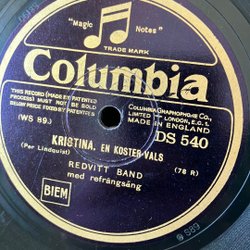 "Magic Notes"
TRADE MARK
Columbia
THIS RECORD (MADE BY PATENTED
PROCESS) MUST NOT BE SOLD
BELOW PRICE FIXED BY PATENTEES
COLUMBIA GRAPHOPHONE CO.
LIMITED — LONDON, E.C.1.
MADE IN ENGLAND
(WS 89.)
DS 540
KRISTINA. EN KOSTER-VALS
(Per Lindquist)
(78 R)
REDVITT BAND
med refrängsång
BIEM